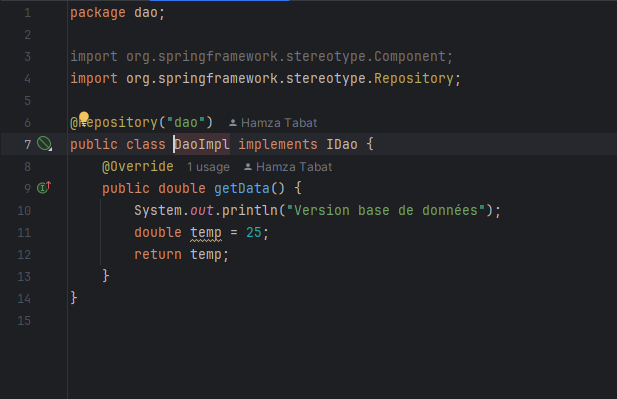 1 package dao;
2
3 import org.springframework.stereotype.Component;
4 import org.springframework.stereotype.Repository;
5
6 @Repository("dao") Hamza Tabat
7 public class DaoImpl implements IDao {
8 @Override 1 usage Hamza Tabat
9 public double getData() {
10 System.out.println("Version base de données");
11 double temp = 25;
12 return temp;
13 }
14 }
15